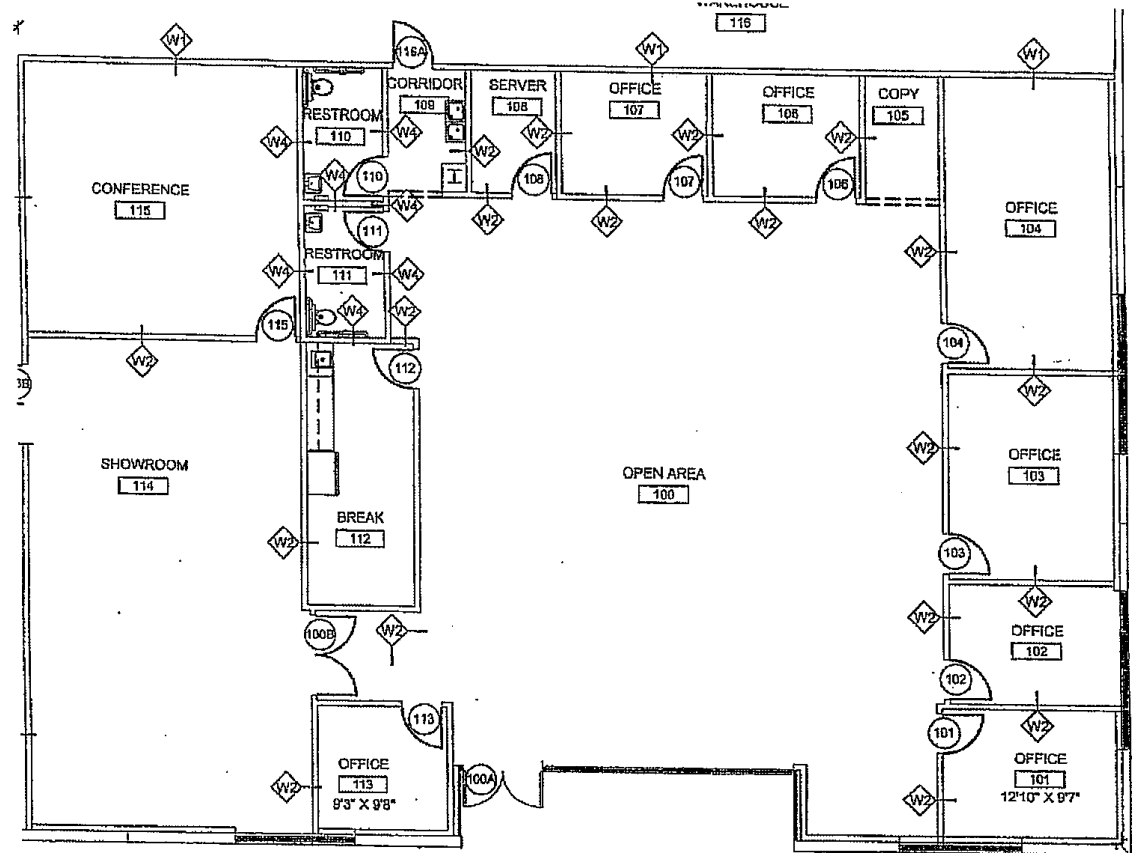 WAREHOUSE
116
W1
116A
W1
W1
CORRIDOR
109
SERVER
108
OFFICE
107
OFFICE
106
COPY
105
RESTROOM
110
W4
W4
W2
W2
W2
W2
CONFERENCE
115
W4
110
108
107
106
W4
W2
W2
W2
111
OFFICE
104
W2
RESTROOM
111
W4
W4
W4
W2
115
W2
112
104
W2
SHOWROOM
114
OPEN AREA
100
W2
OFFICE
103
BREAK
112
W2
103
W2
W2
OFFICE
102
100B
W2
102
113
101
W2
OFFICE
113
9'3" X 9'8"
W2
100A
OFFICE
101
12'10" X 9'7"
W2